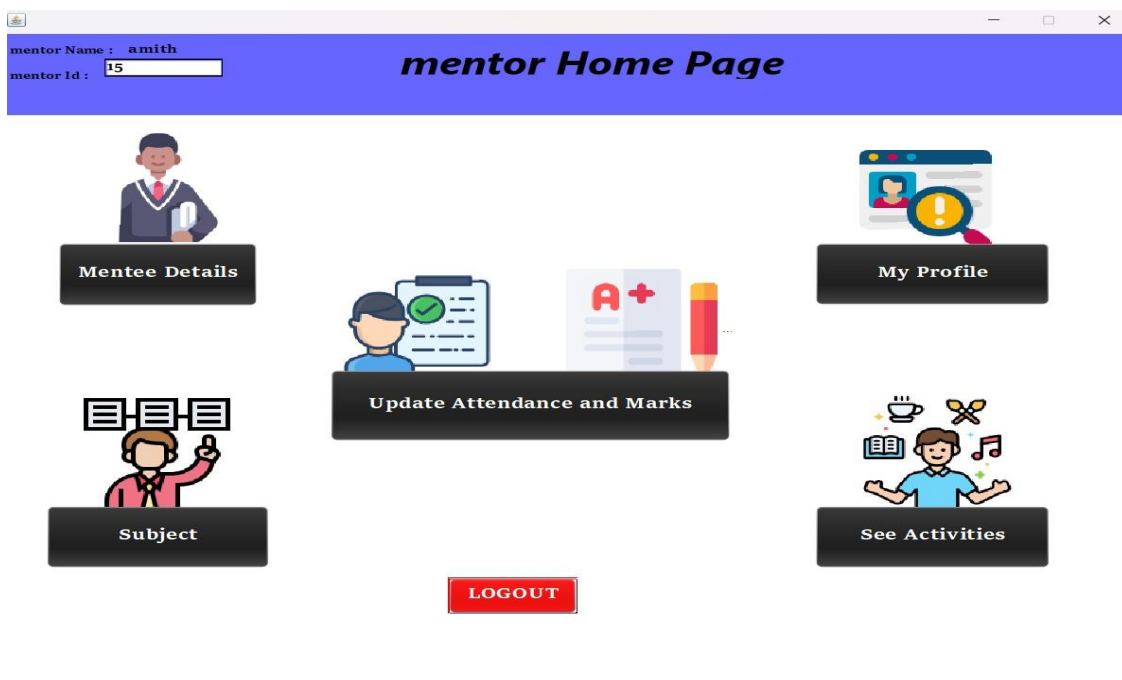 mentor Name : amith
mentor Id : 15
mentor Home Page
Mentee Details
My Profile
A+
...
Update Attendance and Marks
Subject
See Activities
LOGOUT